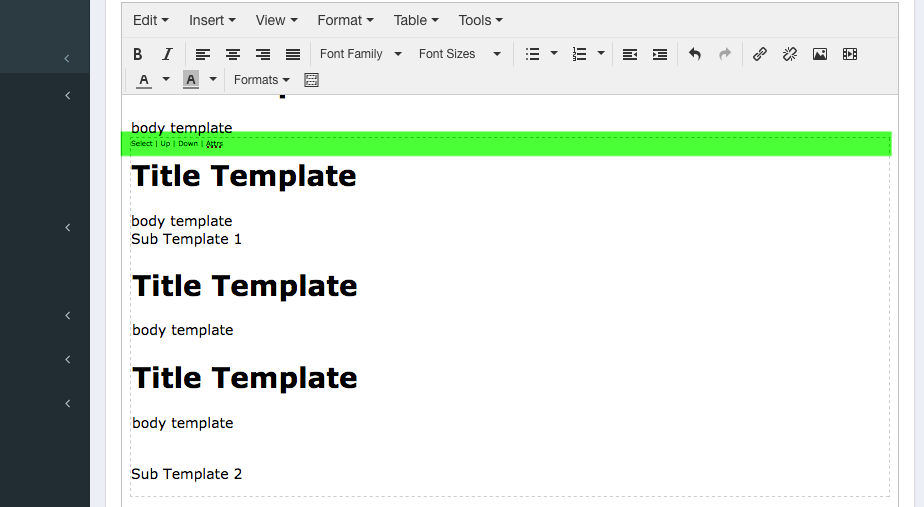 Edit Insert View Format Table Tools
B I Font Family Font Sizes
A A Formats
body template
Select | Up | Down | Attrs
Title Template
body template
Sub Template 1
Title Template
body template
Title Template
body template
Sub Template 2